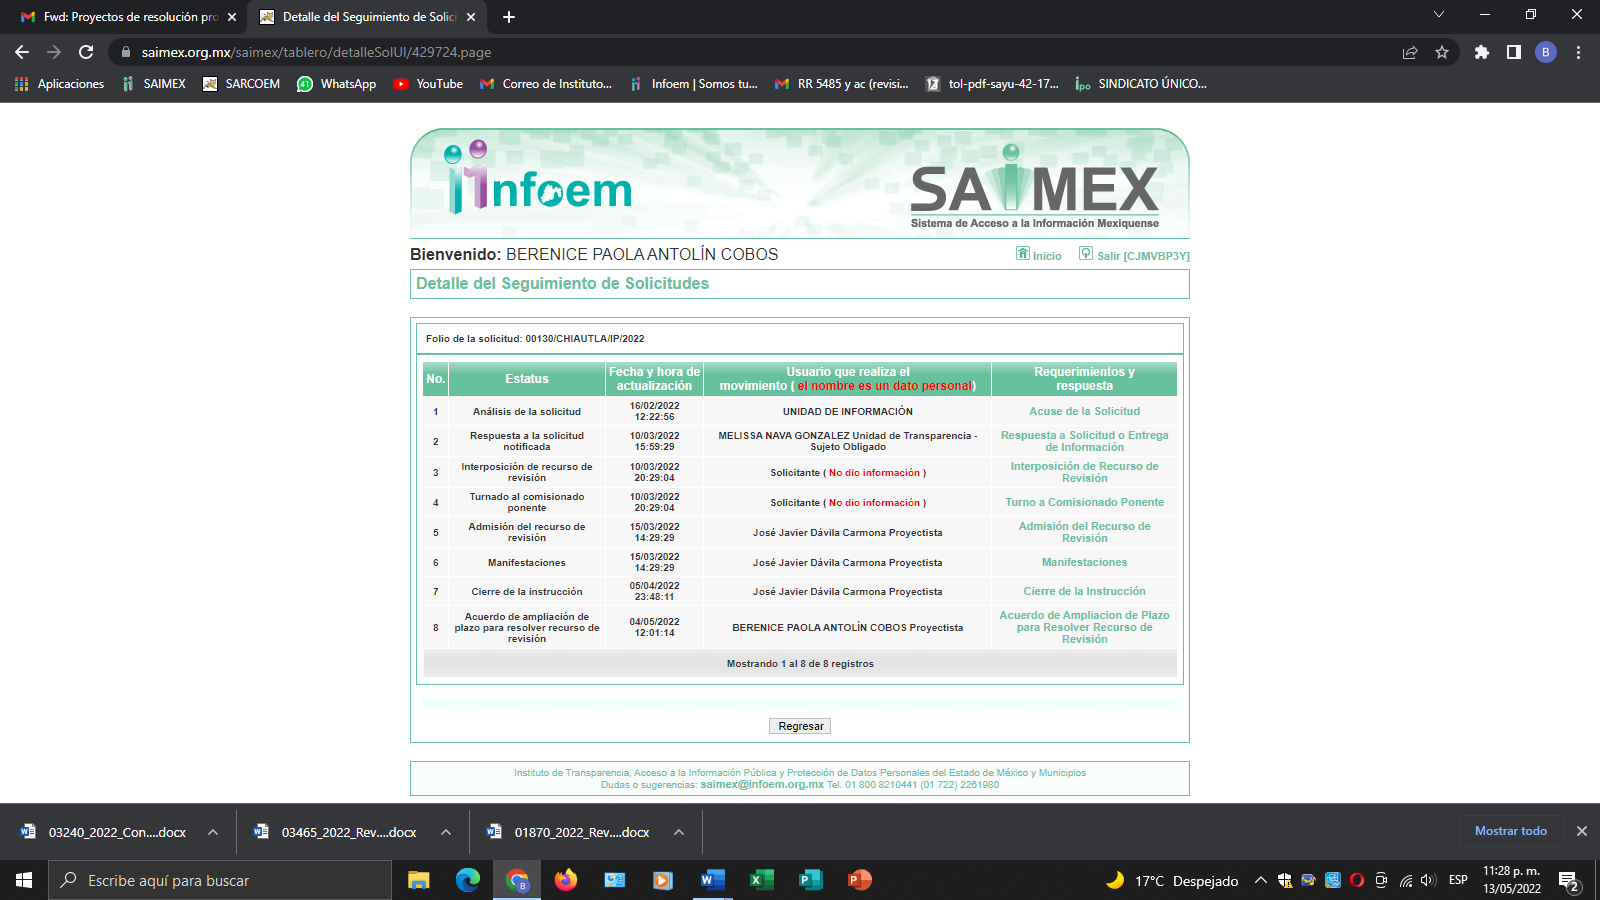 Fwd: Proyectos de resolución pro
Detalle del Seguimiento de Solici
saimex.org.mx/saimex/tablero/detalleSolUI/429724.page
B
Aplicaciones
SAIMEX
SARCOEM
41
WhatsApp
YouTube
Correo de Instituto...
Infoem | Somos tu...
RR 5485 y ac (revisi...
tol-pdf-sayu-42-17...
ipo
SINDICATO ÚNICO...
infoem
SAIMEX
Sistema de Acceso a la Información Mexiquense
Bienvenido: BERENICE PAOLA ANTOLÍN COBOS
Inicio
Salir [CJMVBP3Y]
Detalle del Seguimiento de Solicitudes
Folio de la solicitud: 00130/CHIAUTLA/IP/2022
No.
Estatus
Fecha y hora de
actualización
Usuario que realiza el
movimiento ( el nombre es un dato personal)
Requerimientos y
respuesta
1
Análisis de la solicitud
16/02/2022
12:22:56
UNIDAD DE INFORMACIÓN
Acuse de la Solicitud
2
Respuesta a la solicitud
notificada
10/03/2022
15:59:29
MELISSA NAVA GONZALEZ Unidad de Transparencia -
Sujeto Obligado
Respuesta a Solicitud o Entrega
de Información
3
Interposición de recurso de
revisión
10/03/2022
20:29:04
Solicitante ( No dio información )
Interposición de Recurso de
Revisión
4
Turnado al comisionado
ponente
10/03/2022
20:29:04
Solicitante ( No dio información )
Turno a Comisionado Ponente
5
Admisión del recurso de
revisión
15/03/2022
14:29:29
José Javier Dávila Carmona Proyectista
Admisión del Recurso de
Revisión
6
Manifestaciones
15/03/2022
14:29:29
José Javier Dávila Carmona Proyectista
Manifestaciones
7
Cierre de la instrucción
05/04/2022
23:48:11
José Javier Dávila Carmona Proyectista
Cierre de la Instrucción
8
Acuerdo de ampliación de
plazo para resolver recurso de
revisión
04/05/2022
12:01:14
BERENICE PAOLA ANTOLÍN COBOS Proyectista
Acuerdo de Ampliacion de Plazo
para Resolver Recurso de
Revisión
Mostrando 1 al 8 de 8 registros
Regresar
Instituto de Transparencia, Acceso a la Información Pública y Protección de Datos Personales del Estado de México y Municipios
Dudas o sugerencias: saimex@infoem.org.mx Tel. 01 800 8210441 (01 722) 2261980
03240_2022_Con....docx
03465_2022_Rev....docx
01870_2022_Rev....docx
Mostrar todo
Escribe aquí para buscar
17°C Despejado
ESP
11:28 p. m.
13/05/2022
2